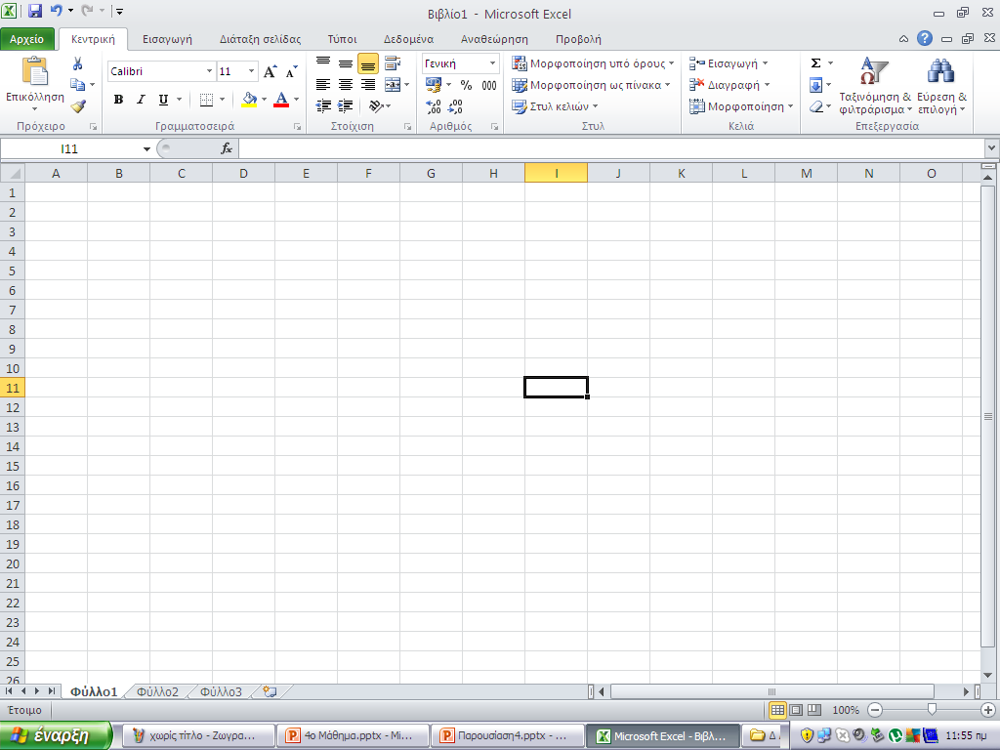 Βιβλίο1 - Microsoft Excel
Αρχείο Κεντρική Εισαγωγή Διάταξη σελίδας Τύποι Δεδομένα Αναθεώρηση Προβολή
Επικόλληση
Πρόχειρο
Calibri 11
B I U
Γραμματοσειρά
Στοίχιση
Γενική
% 000
Αριθμός
Μορφοποίηση υπό όρους
Μορφοποίηση ως πίνακα
Στυλ κελιών
Στυλ
Εισαγωγή
Διαγραφή
Μορφοποίηση
Κελιά
Σ
Ταξινόμηση & φιλτράρισμα
Εύρεση & επιλογή
Επεξεργασία
I11 fx
A B C D E F G H I J K L M N O
1
2
3
4
5
6
7
8
9
10
11
12
13
14
15
16
17
18
19
20
21
22
23
24
25
26
Φύλλο1 Φύλλο2 Φύλλο3
Έτοιμο 100%
έναρξη χωρίς τίτλο - Ζωγρα... 4ο Μάθημα.pptx - Mi... Παρουσίαση4.pptx - ... Microsoft Excel - Βιβλ... Δ 11:55 πμ